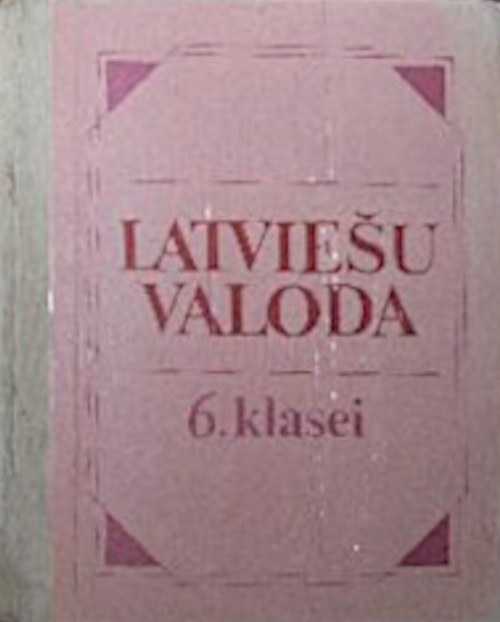 LATVIEŠU
VALODA
6. klasei